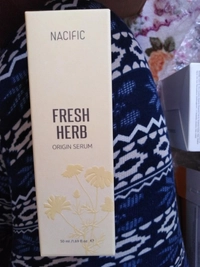 NACIFIC
FRESH
HERB
ORIGIN SERUM